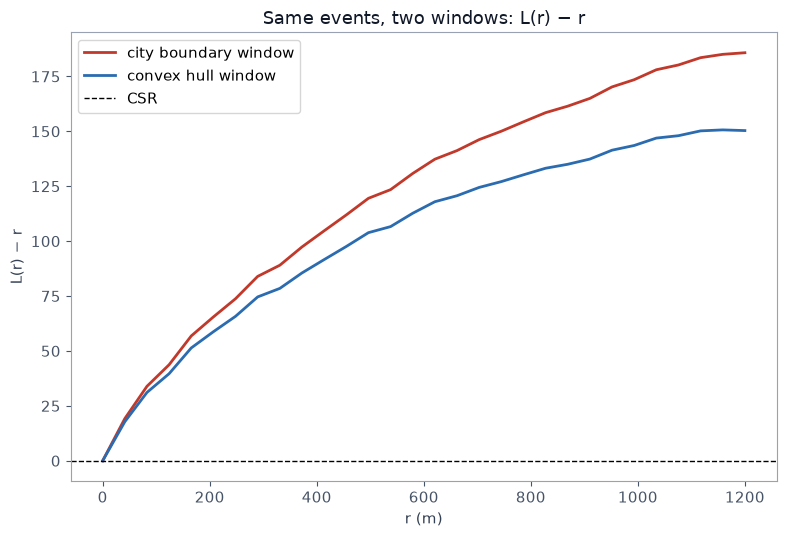 Same events, two windows: L(r) − r
city boundary window
convex hull window
CSR
L(r) − r
175
150
125
100
75
50
25
0
0 200 400 600 800 1000 1200
r (m)